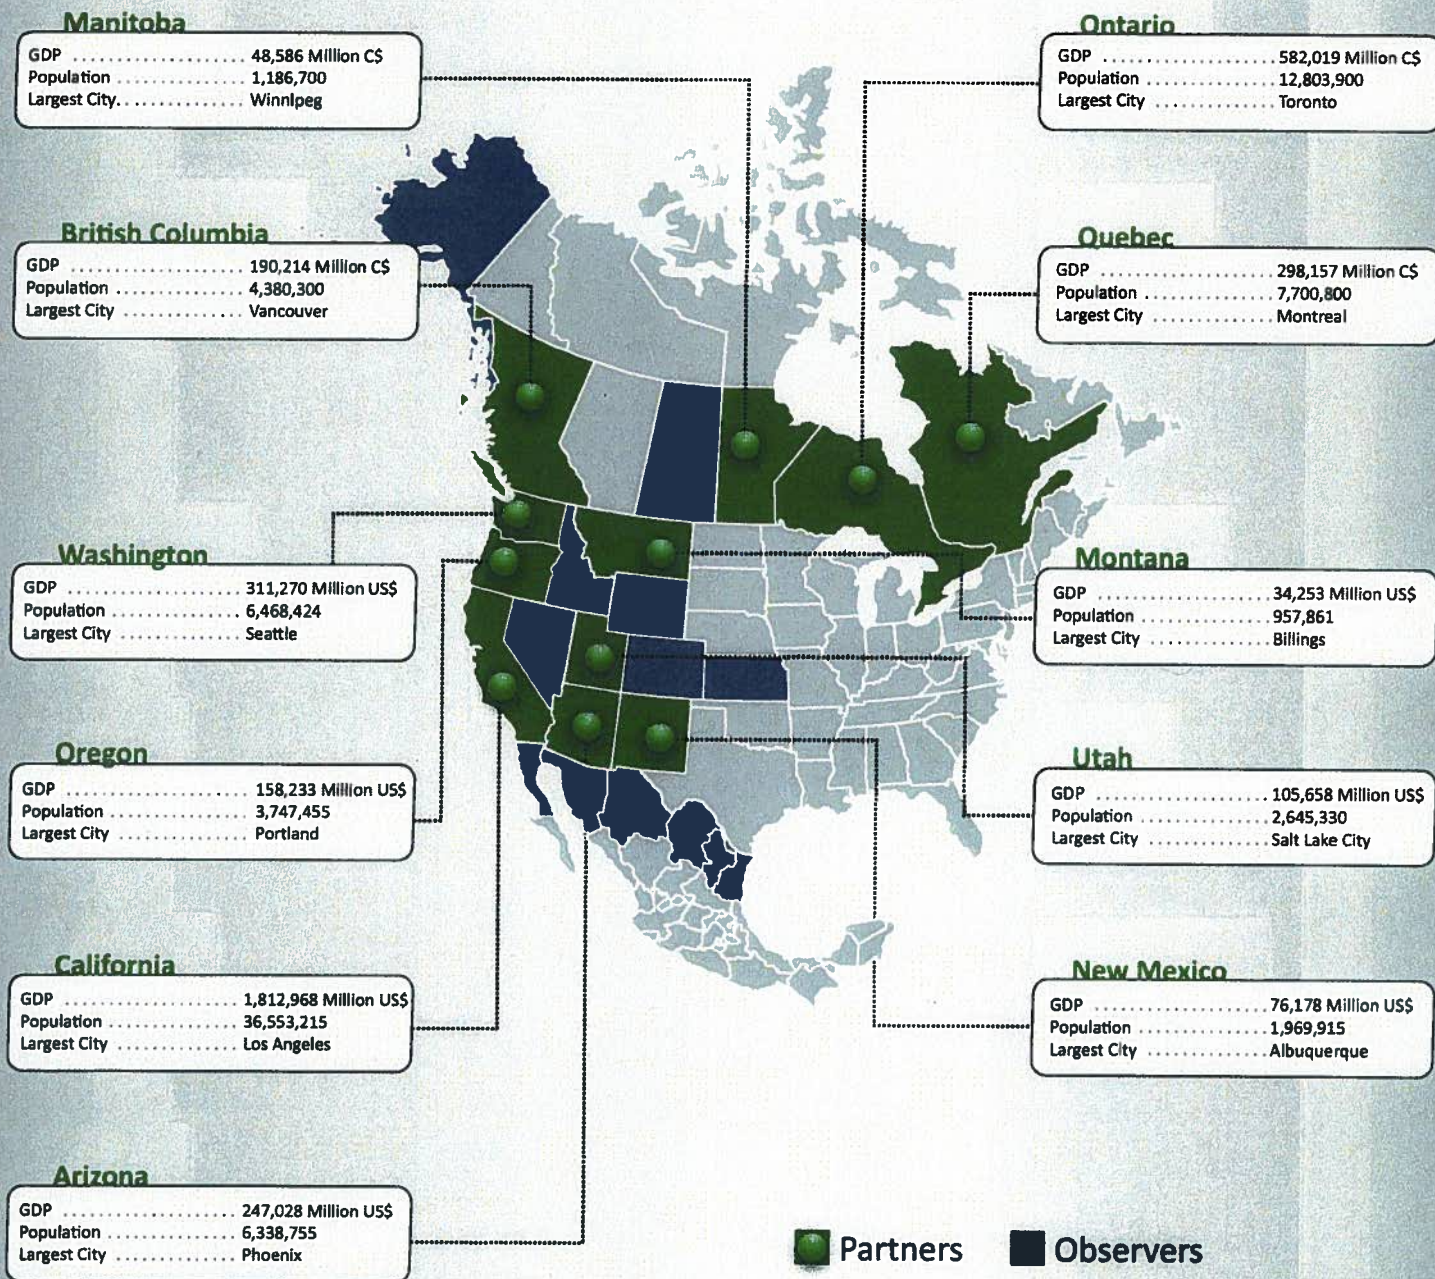 Manitoba
GDP .................... 48,586 Million C$
Population ............. 1,186,700
Largest City............. Winnipeg
British Columbia
GDP .................... 190,214 Million C$
Population ............. 4,380,300
Largest City ............. Vancouver
Washington
GDP .................... 311,270 Million US$
Population ............. 6,468,424
Largest City ............. Seattle
Oregon
GDP .................... 158,233 Million US$
Population ............. 3,747,455
Largest City ............. Portland
California
GDP .................... 1,812,968 Million US$
Population ............. 36,553,215
Largest City ............. Los Angeles
Arizona
GDP .................... 247,028 Million US$
Population ............. 6,338,755
Largest City ............. Phoenix
Ontario
GDP .................... 582,019 Million C$
Population ............. 12,803,900
Largest City ............. Toronto
Quebec
GDP .................... 298,157 Million C$
Population ............. 7,700,800
Largest City ............. Montreal
Montana
GDP .................... 34,253 Million US$
Population ............. 957,861
Largest City ............. Billings
Utah
GDP .................... 105,658 Million US$
Population ............. 2,645,330
Largest City ............. Salt Lake City
New Mexico
GDP .................... 76,178 Million US$
Population ............. 1,969,915
Largest City ............. Albuquerque
Partners
Observers